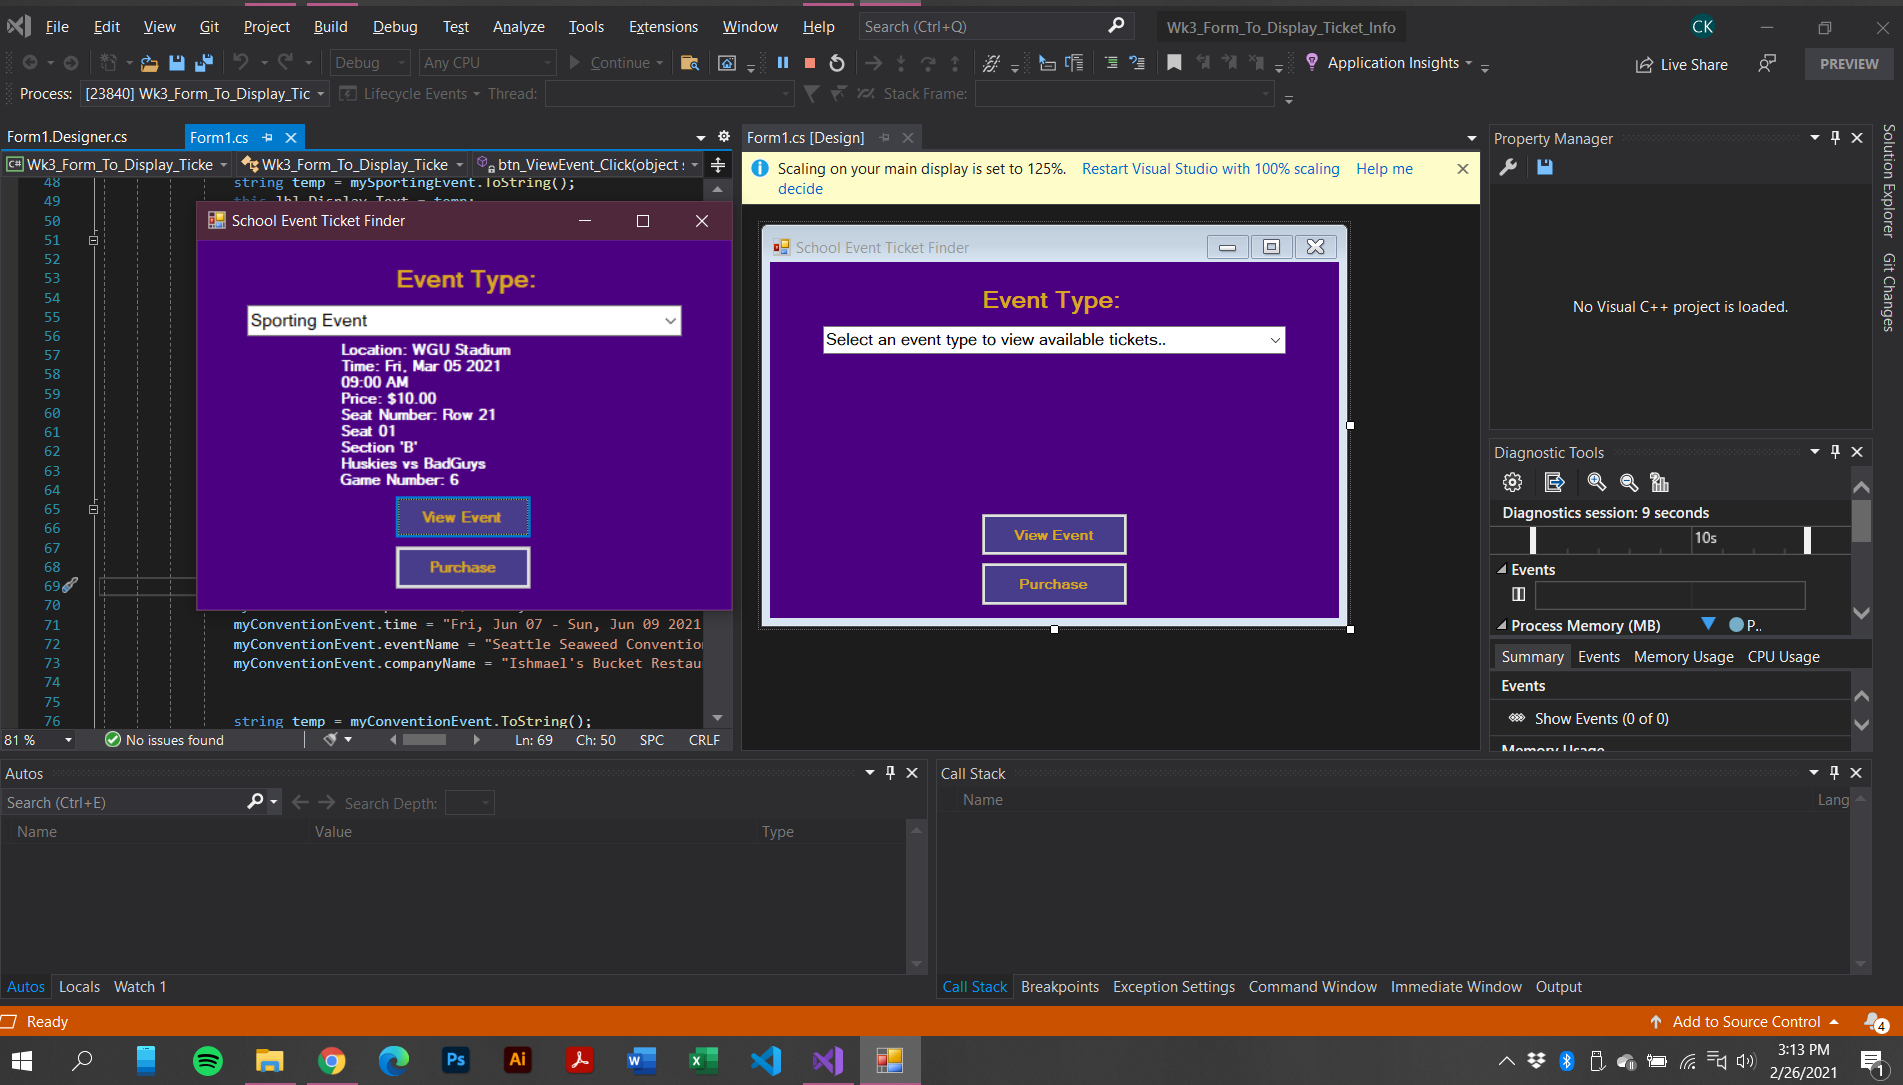 File Edit View Git Project Build Debug Test Analyze Tools Extensions Window Help Search (Ctrl+Q) Wk3_Form_To_Display_Ticket_Info CK
Debug Any CPU Continue Application Insights Live Share PREVIEW
Process: [23840] Wk3_Form_To_Display_Tic Lifecycle Events Thread: Stack Frame:
Form1.Designer.cs Form1.cs
C# Wk3_Form_To_Display_Ticke Wk3_Form_To_Display_Ticke btn_ViewEvent_Click(object s
48 string temp = mySportingEvent.ToString();
49 this.lbl_Display.Text = temp;
50
51
52
53
54
55
56
57
58
59
60
61
62
63
64
65
66
67
68
69
70
71 myConventionEvent.time = "Fri, Jun 07 - Sun, Jun 09 2021
72 myConventionEvent.eventName = "Seattle Seaweed Convention
73 myConventionEvent.companyName = "Ishmael's Bucket Restau
74
75
76 string temp = myConventionEvent.ToString();
81 % No issues found Ln: 69 Ch: 50 SPC CRLF
School Event Ticket Finder
Event Type:
Sporting Event
Location: WGU Stadium
Time: Fri, Mar 05 2021
09:00 AM
Price: $10.00
Seat Number: Row 21
Seat 01
Section 'B'
Huskies vs BadGuys
Game Number: 6
View Event
Purchase
Form1.cs [Design]
Scaling on your main display is set to 125%. Restart Visual Studio with 100% scaling Help me
decide
School Event Ticket Finder
Event Type:
Select an event type to view available tickets..
View Event
Purchase
Property Manager
No Visual C++ project is loaded.
Solution Explorer
Git Changes
Diagnostic Tools
Diagnostics session: 9 seconds
10s
Events
Process Memory (MB) P..
Summary Events Memory Usage CPU Usage
Events
Show Events (0 of 0)
Memory Usage
Autos
Search (Ctrl+E) Search Depth:
Name Value Type
Autos Locals Watch 1
Call Stack
Name Lang
Call Stack Breakpoints Exception Settings Command Window Immediate Window Output
Ready Add to Source Control 4
Ps Ai W X
3:13 PM
2/26/2021
1